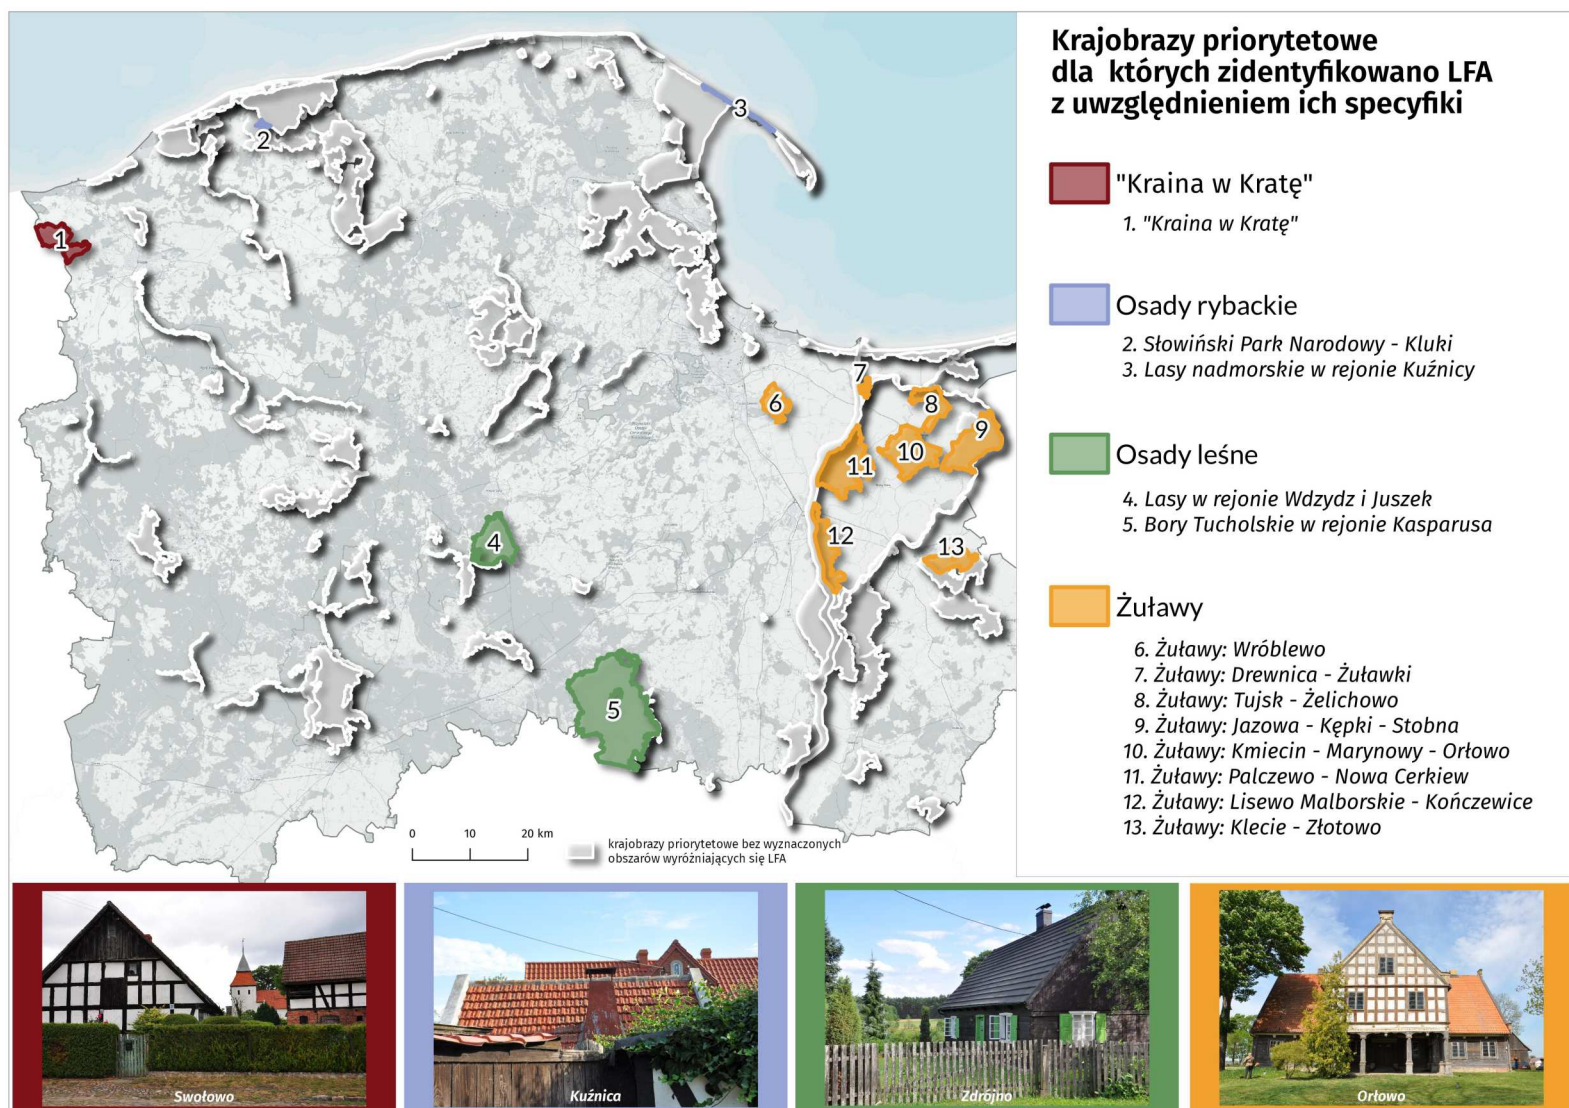 Krajobrazy priorytetowe
dla których zidentyfikowano LFA
z uwzględnieniem ich specyfiki
"Kraina w Kratę"
1. "Kraina w Kratę"
Osady rybackie
2. Słowiński Park Narodowy - Kluki
3. Lasy nadmorskie w rejonie Kuźnicy
Osady leśne
4. Lasy w rejonie Wdzydz i Juszek
5. Bory Tucholskie w rejonie Kasparusa
Żuławy
6. Żuławy: Wróblewo
7. Żuławy: Drewnica - Żuławki
8. Żuławy: Tujsk - Żelichowo
9. Żuławy: Jazowa - Kępki - Stobna
10. Żuławy: Kmiecin - Marynowy - Orłowo
11. Żuławy: Palczewo - Nowa Cerkiew
12. Żuławy: Lisewo Malborskie - Kończewice
13. Żuławy: Klecie - Złotowo
3
2
1
7
6
8
9
10
11
12
4
13
5
0 10 20 km
krajobrazy priorytetowe bez wyznaczonych
obszarów wyróżniających się LFA
Swołowo
Kuźnica
Zdrójno
Orłowo